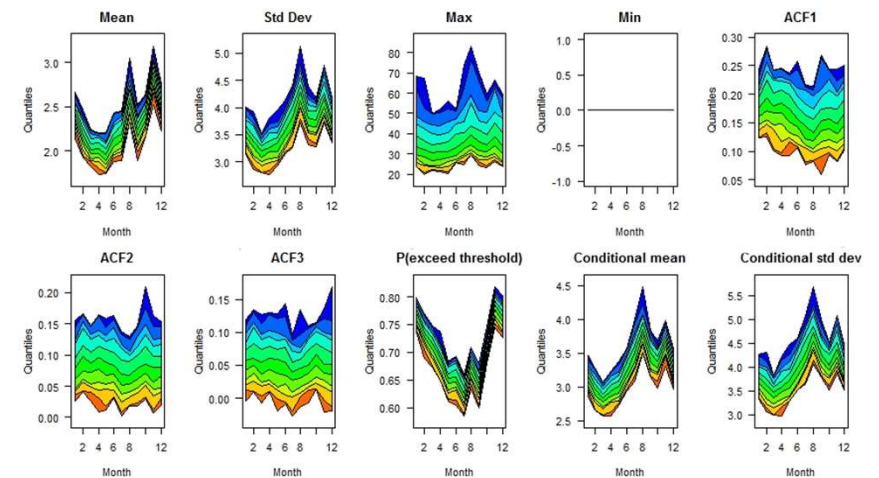 Mean
Std Dev
Max
Min
ACF1
Quantiles
3.0
2.5
2.0
2 4 6 8 12
Month
Quantiles
5.0
4.5
4.0
3.5
3.0
2 4 6 8 12
Month
Quantiles
80
70
60
50
40
30
20
2 4 6 8 12
Month
Quantiles
1.0
0.5
0.0
-0.5
-1.0
2 4 6 8 12
Month
Quantiles
0.30
0.25
0.20
0.15
0.10
0.05
2 4 6 8 12
Month
ACF2
ACF3
P(exceed threshold)
Conditional mean
Conditional std dev
Quantiles
0.20
0.15
0.10
0.05
0.00
2 4 6 8 12
Month
Quantiles
0.15
0.10
0.05
0.00
2 4 6 8 12
Month
Quantiles
0.80
0.75
0.70
0.65
0.60
2 4 6 8 12
Month
Quantiles
4.5
4.0
3.5
3.0
2.5
2 4 6 8 12
Month
Quantiles
5.5
5.0
4.5
4.0
3.5
3.0
2 4 6 8 12
Month